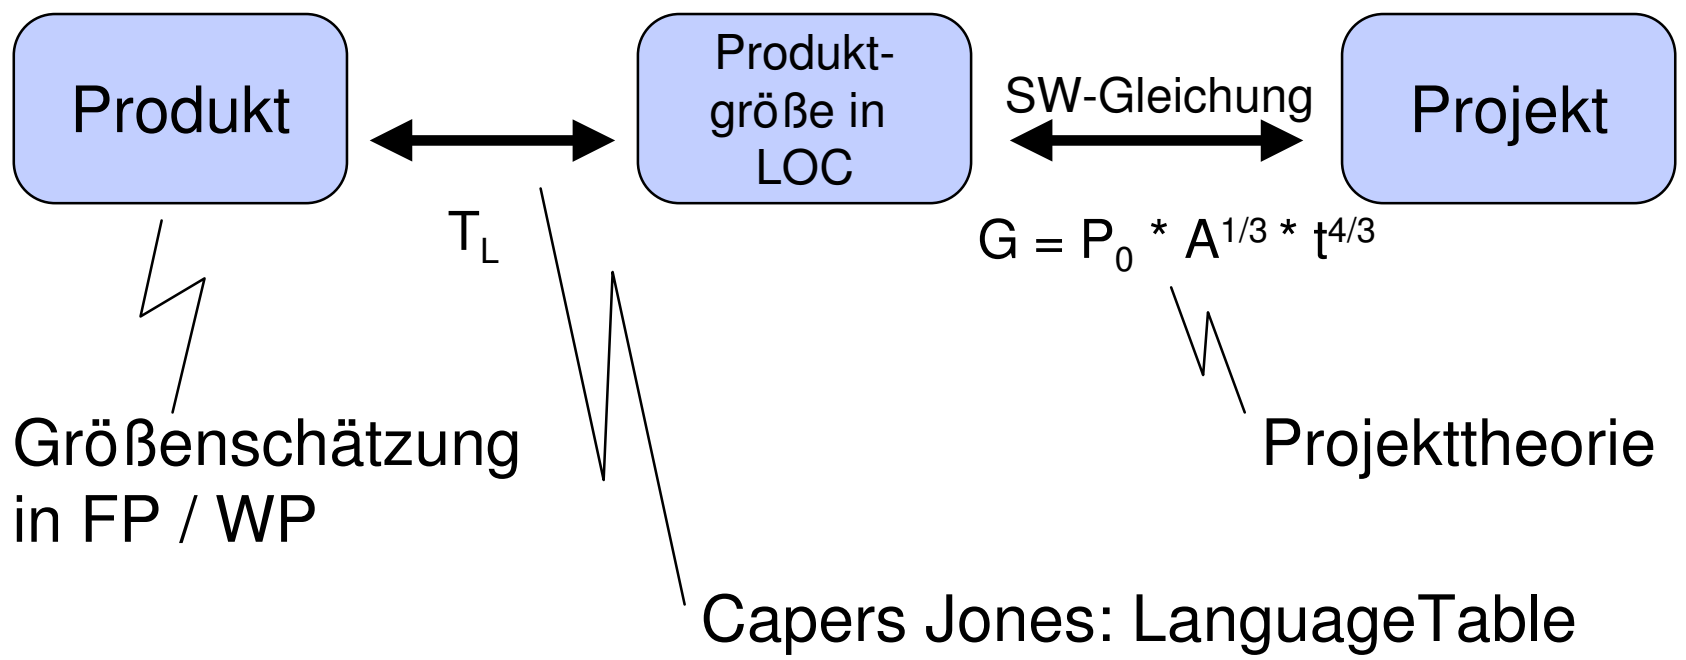 Produkt
Produkt-
größe in
LOC
SW-Gleichung
Projekt
T_L
G = P_0 * A^1/3 * t^4/3
Größenschätzung
in FP / WP
Projekttheorie
Capers Jones: LanguageTable